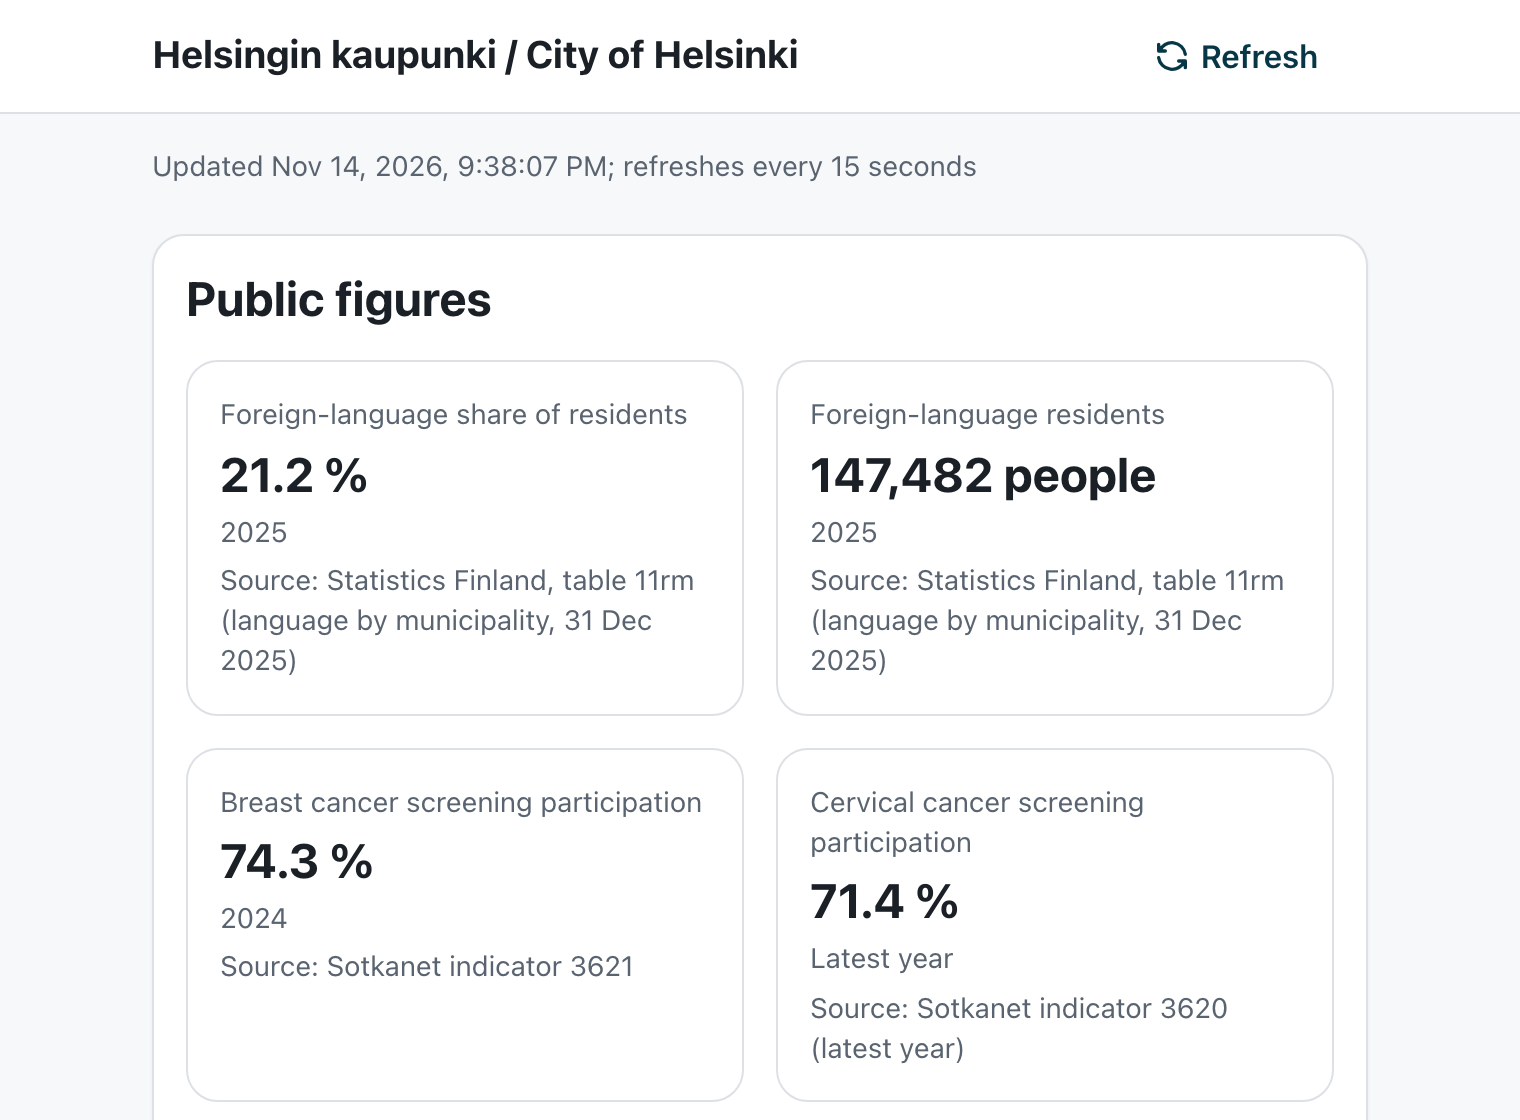 Helsingin kaupunki / City of Helsinki
Refresh
Updated Nov 14, 2026, 9:38:07 PM; refreshes every 15 seconds
Public figures
Foreign-language share of residents
21.2 %
2025
Source: Statistics Finland, table 11rm
(language by municipality, 31 Dec
2025)
Foreign-language residents
147,482 people
2025
Source: Statistics Finland, table 11rm
(language by municipality, 31 Dec
2025)
Breast cancer screening participation
74.3 %
2024
Source: Sotkanet indicator 3621
Cervical cancer screening
participation
71.4 %
Latest year
Source: Sotkanet indicator 3620
(latest year)